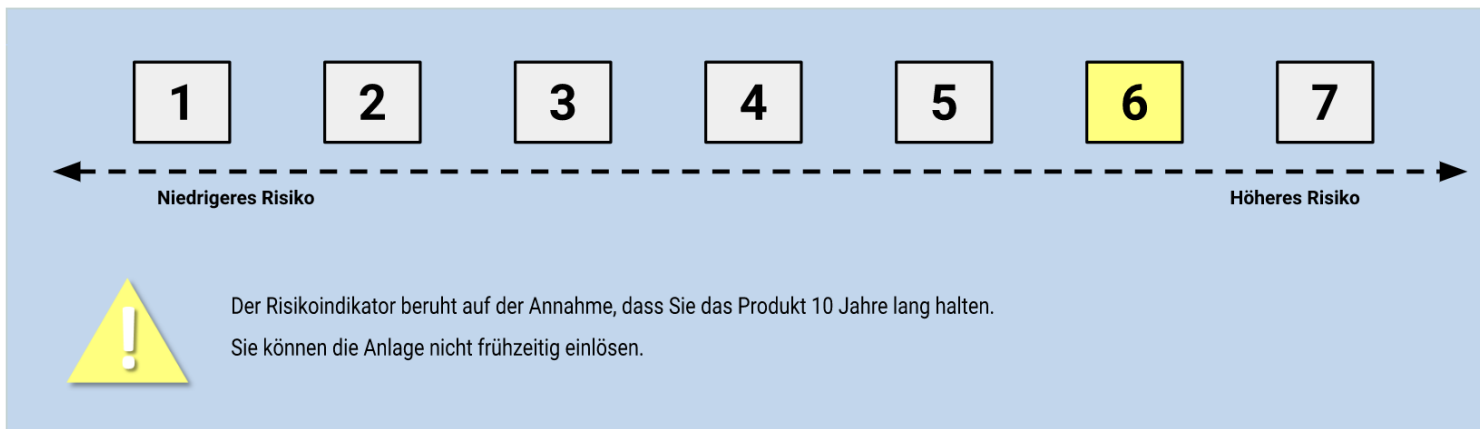 1 2 3 4 5 6 7
Niedrigeres Risiko Höheres Risiko
!
Der Risikoindikator beruht auf der Annahme, dass Sie das Produkt 10 Jahre lang halten.
Sie können die Anlage nicht frühzeitig einlösen.